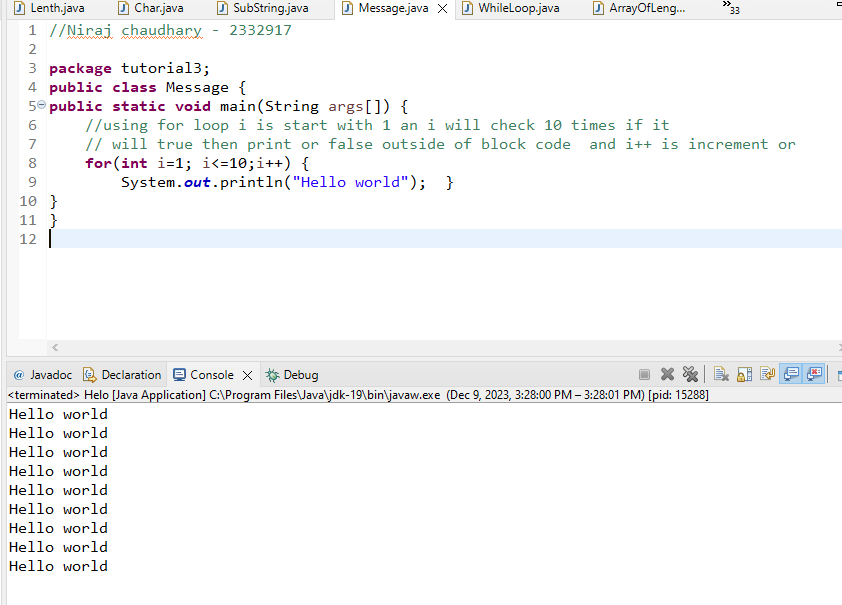 Lenth.java Char.java SubString.java Message.java WhileLoop.java ArrayOfLeng... »33
1 //Niraj chaudhary - 2332917
2
3 package tutorial3;
4 public class Message {
5 public static void main(String args[]) {
6 //using for loop i is start with 1 an i will check 10 times if it
7 // will true then print or false outside of block code  and i++ is increment or
8 for(int i=1; i<=10;i++) {
9 System.out.println("Hello world");  }
10 }
11 }
12
@ Javadoc Declaration Console Debug
<terminated> Helo [Java Application] C:\Program Files\Java\jdk-19\bin\javaw.exe (Dec 9, 2023, 3:28:00 PM – 3:28:01 PM) [pid: 15288]
Hello world
Hello world
Hello world
Hello world
Hello world
Hello world
Hello world
Hello world
Hello world